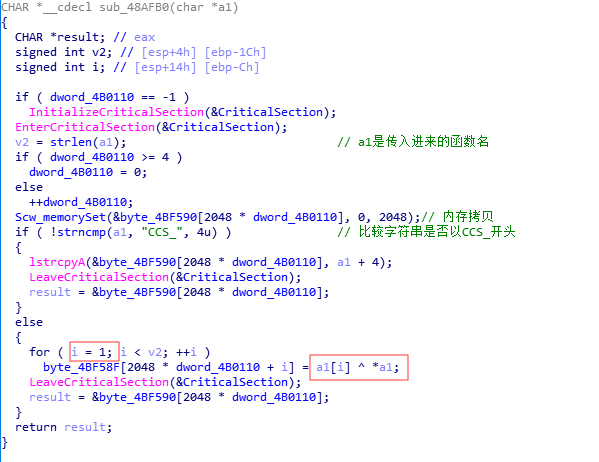 CHAR *__cdecl sub_48AFB0(char *a1)
{
  CHAR *result; // eax
  signed int v2; // [esp+4h] [ebp-1Ch]
  signed int i; // [esp+14h] [ebp-Ch]

  if ( dword_4B0110 == -1 )
    InitializeCriticalSection(&CriticalSection);
  EnterCriticalSection(&CriticalSection);
  v2 = strlen(a1); // a1是传入进来的函数名
  if ( dword_4B0110 >= 4 )
    dword_4B0110 = 0;
  else
    ++dword_4B0110;
  Scw_memorySet(&byte_4BF590[2048 * dword_4B0110], 0, 2048);// 内存拷贝
  if ( !strncmp(a1, "CCS_", 4u) ) // 比较字符串是否以CCS_开头
  {
    lstrcpyA(&byte_4BF590[2048 * dword_4B0110], a1 + 4);
    LeaveCriticalSection(&CriticalSection);
    result = &byte_4BF590[2048 * dword_4B0110];
  }
  else
  {
    for ( i = 1; i < v2; ++i )
      byte_4BF58F[2048 * dword_4B0110 + i] = a1[i] ^ *a1;
    LeaveCriticalSection(&CriticalSection);
    result = &byte_4BF590[2048 * dword_4B0110];
  }
  return result;
}